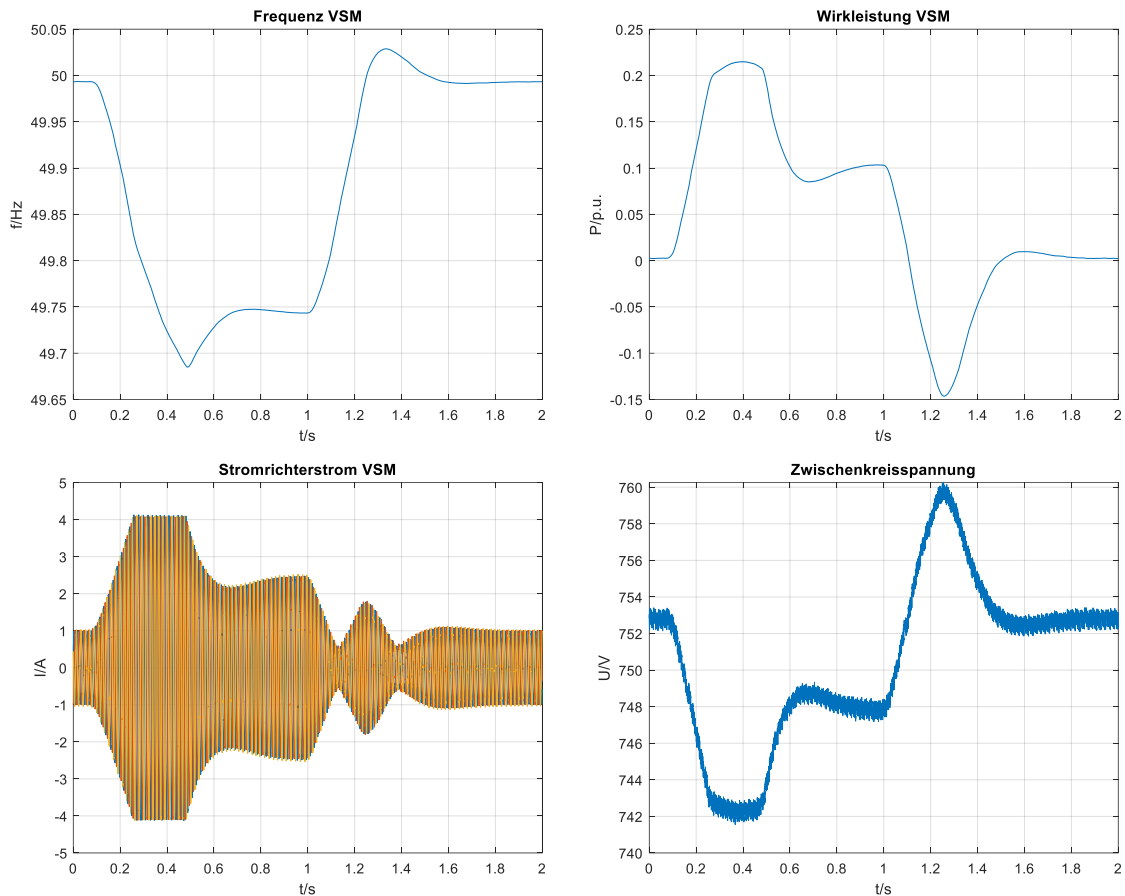 Frequenz VSM
50.05
50
49.95
49.9
49.85
49.8
49.75
49.7
49.65
f/Hz
0 0.2 0.4 0.6 0.8 1 1.2 1.4 1.6 1.8 2
t/s
Wirkleistung VSM
0.25
0.2
0.15
0.1
0.05
0
-0.05
-0.1
-0.15
P/p.u.
0 0.2 0.4 0.6 0.8 1 1.2 1.4 1.6 1.8 2
t/s
Stromrichterstrom VSM
5
4
3
2
1
0
-1
-2
-3
-4
-5
I/A
0 0.2 0.4 0.6 0.8 1 1.2 1.4 1.6 1.8 2
t/s
Zwischenkreisspannung
760
758
756
754
752
750
748
746
744
742
740
U/V
0 0.2 0.4 0.6 0.8 1 1.2 1.4 1.6 1.8 2
t/s